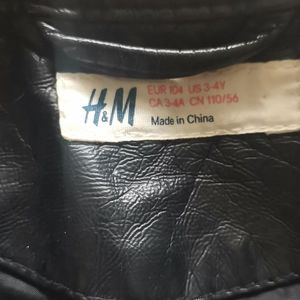 H&M
EUR 104 US 3-4Y
CA 3-4A CN 110/56
Made in China